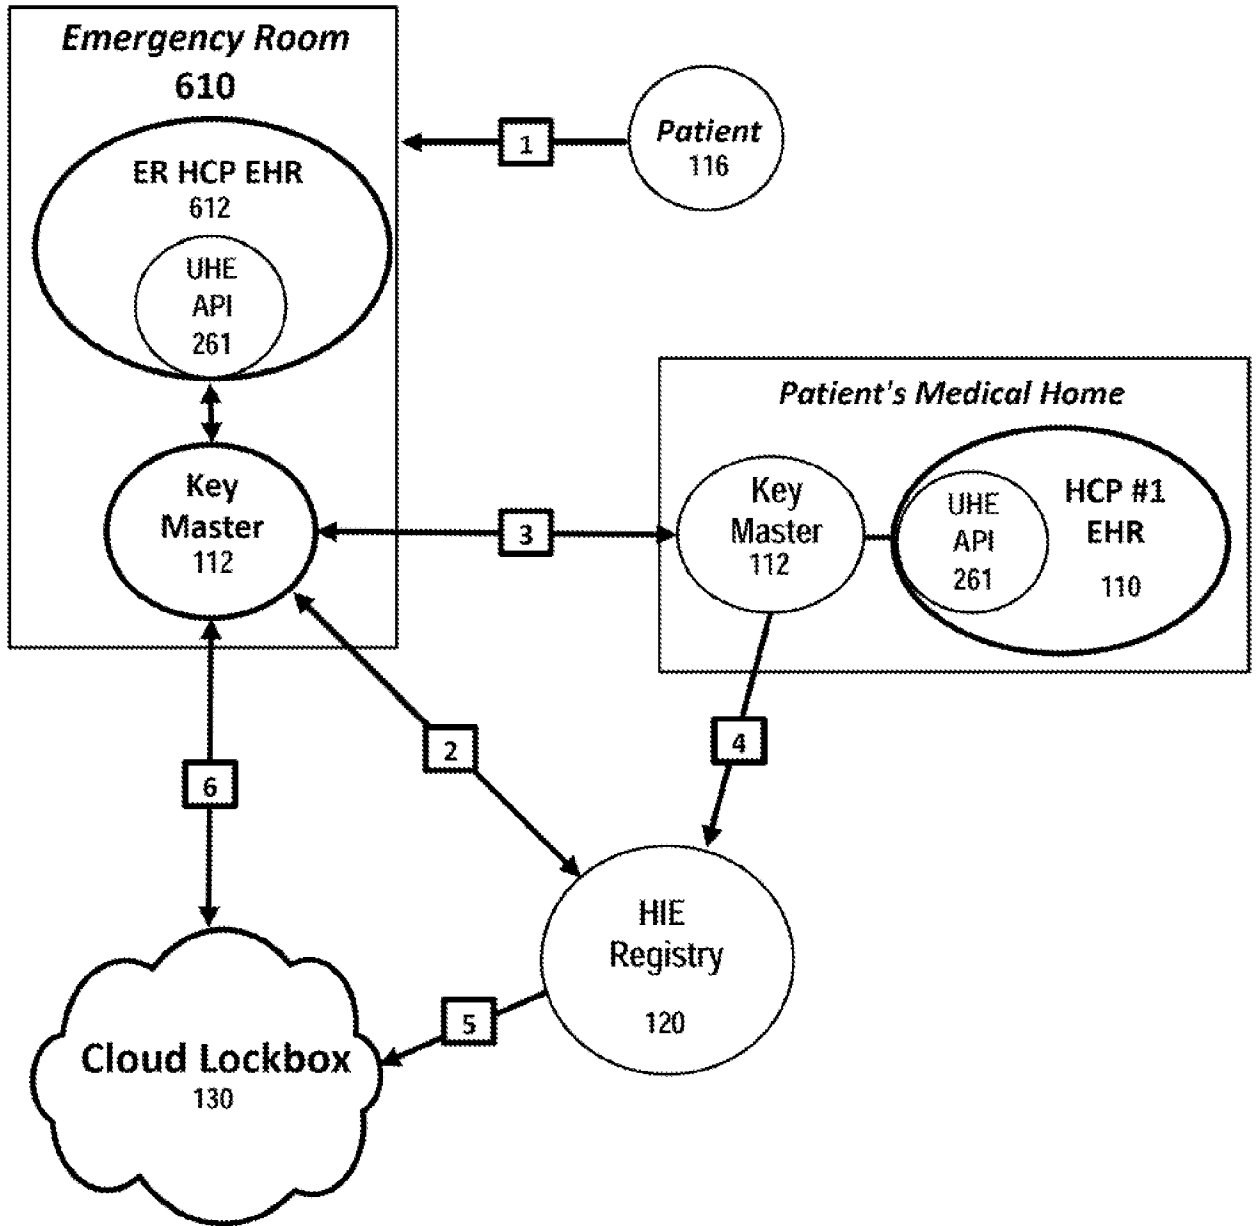 Emergency Room
610
ER HCP EHR
612
UHE
API
261
Key
Master
112
1
Patient
116
Patient's Medical Home
Key
Master
112
UHE
API
261
HCP #1
EHR
110
3
2
4
6
5
HIE
Registry
120
Cloud Lockbox
130